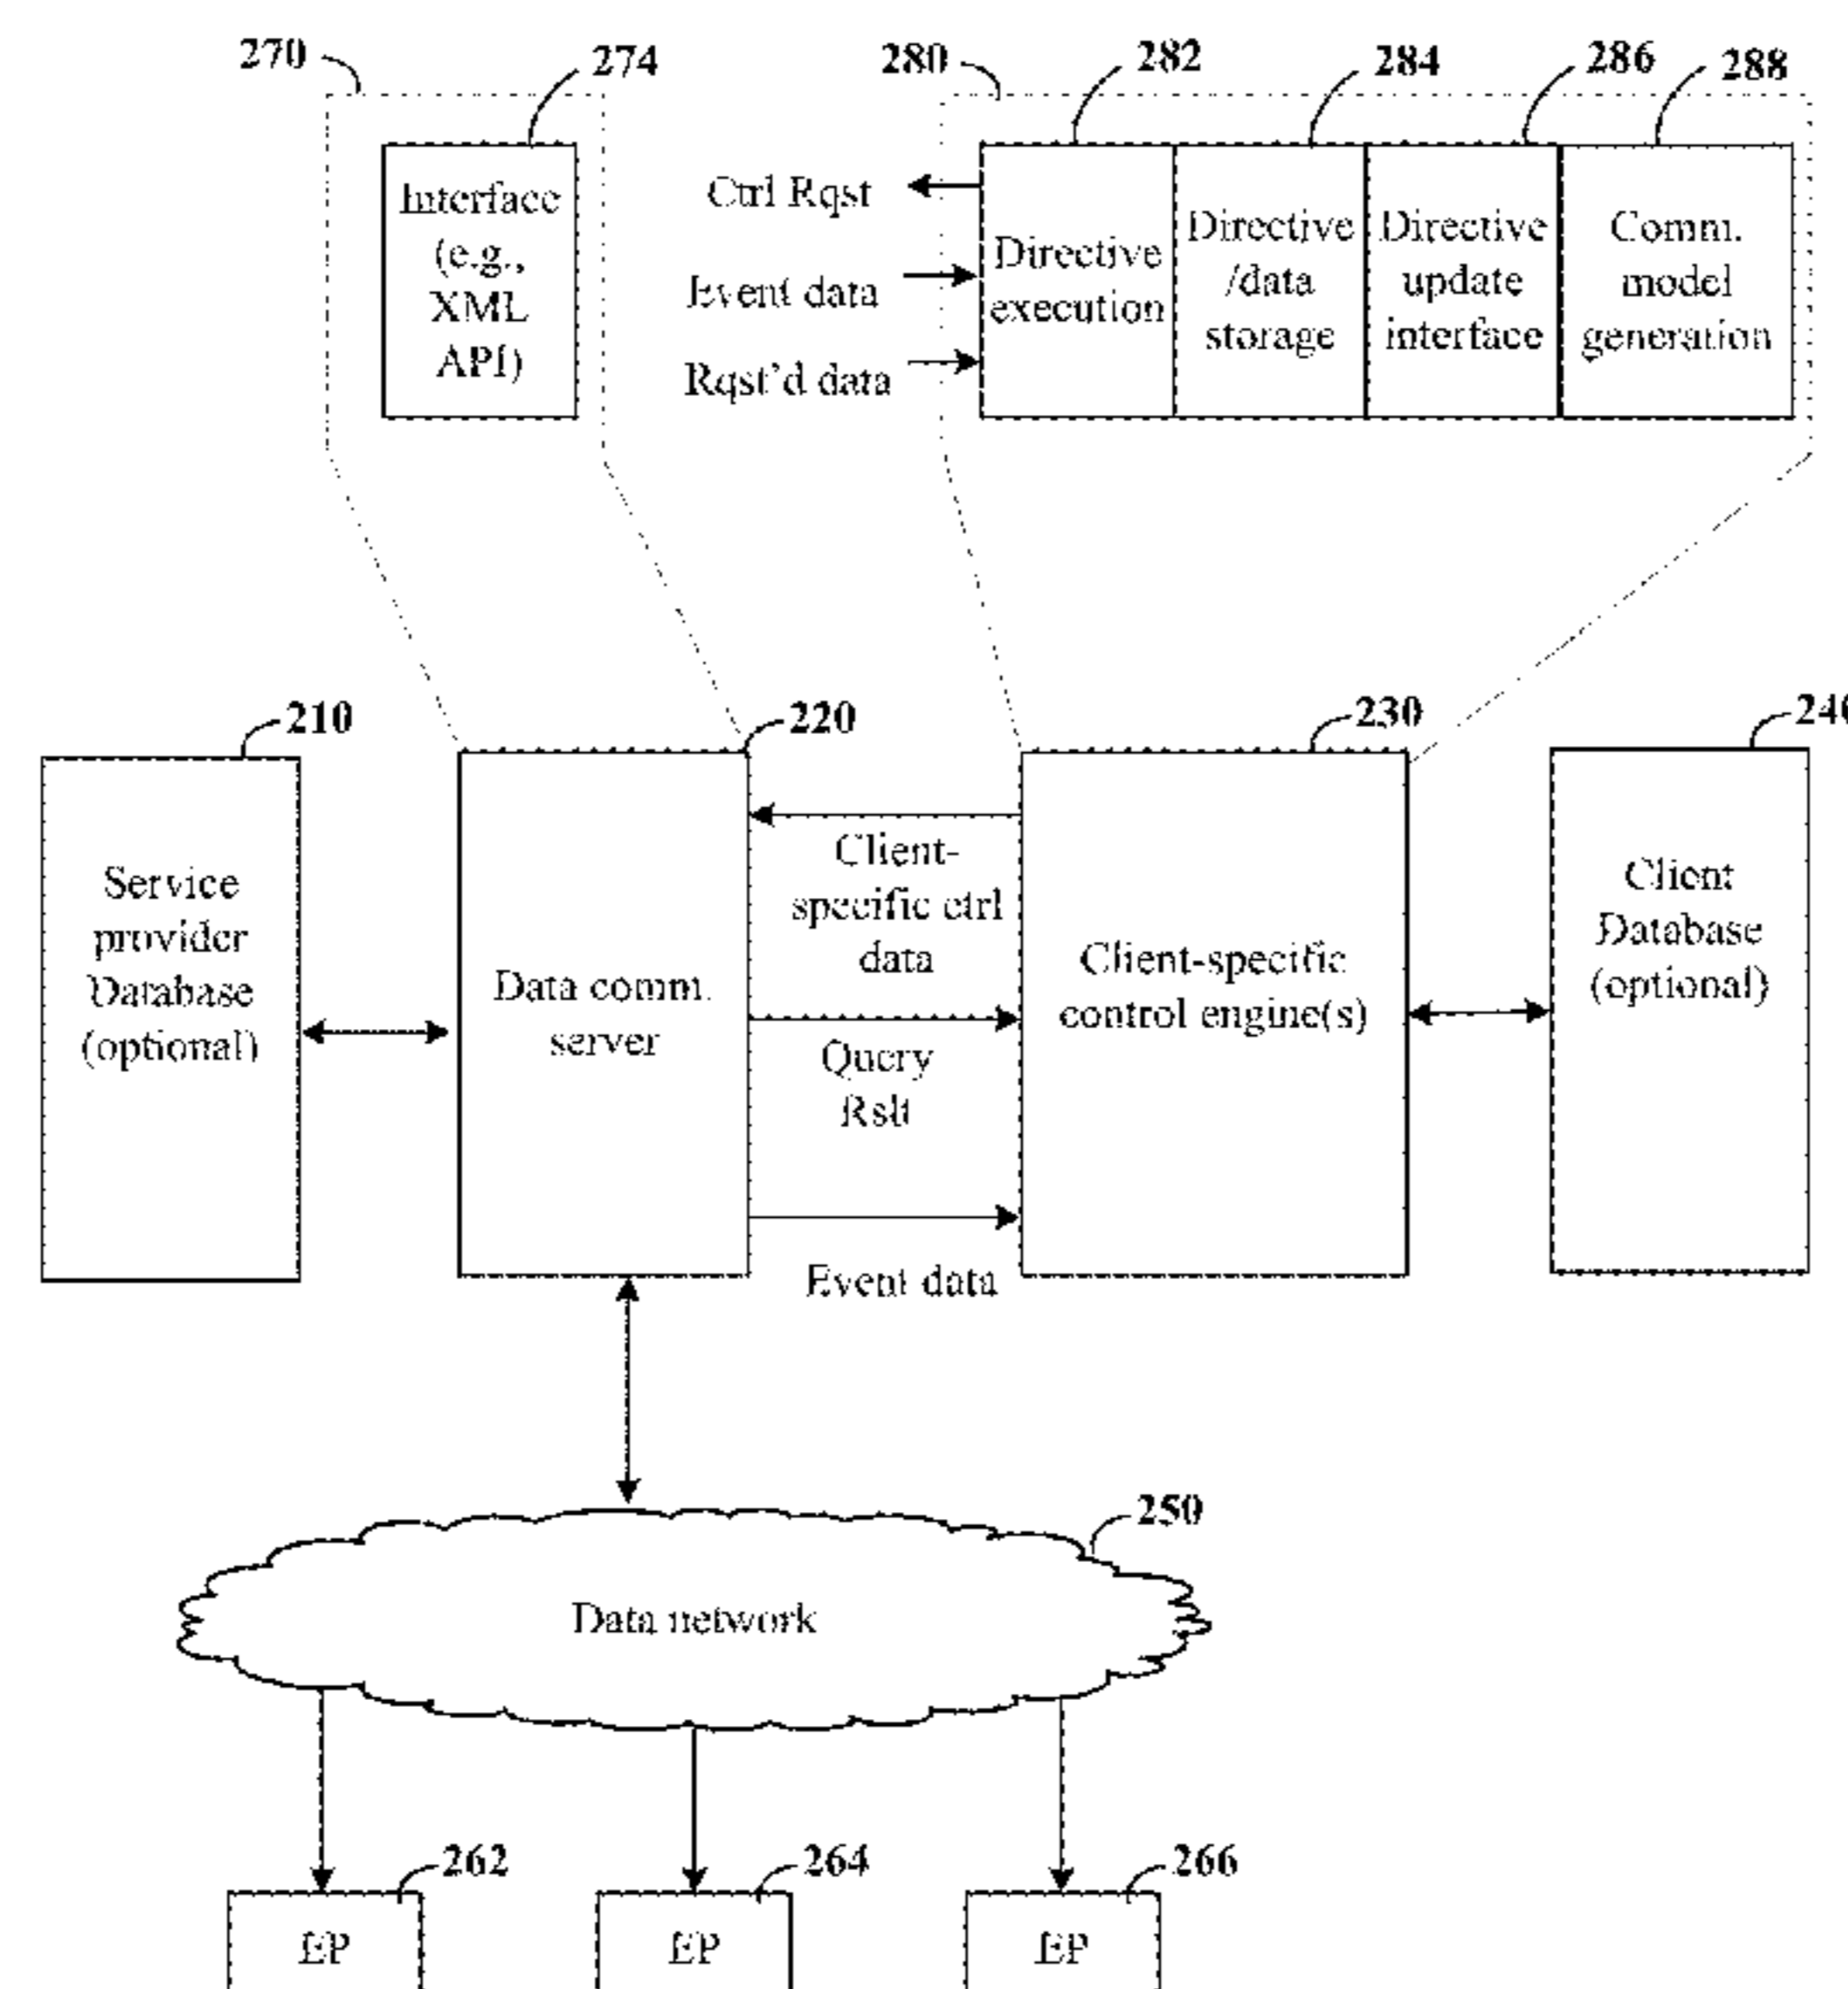 270
274
280
282
284
286
288
Interface
(e.g.,
XML
API)
Ctrl Rqst
Event data
Rqst'd data
Directive
execution
Directive
/data
storage
Directive
update
interface
Comm.
model
generation
210
220
230
240
Service
provider
Database
(optional)
Data comm.
server
Client-
specific ctrl
data
Query
Rslt
Event data
Client-specific
control engine(s)
Client
Database
(optional)
250
Data network
262
264
266
EP
EP
EP